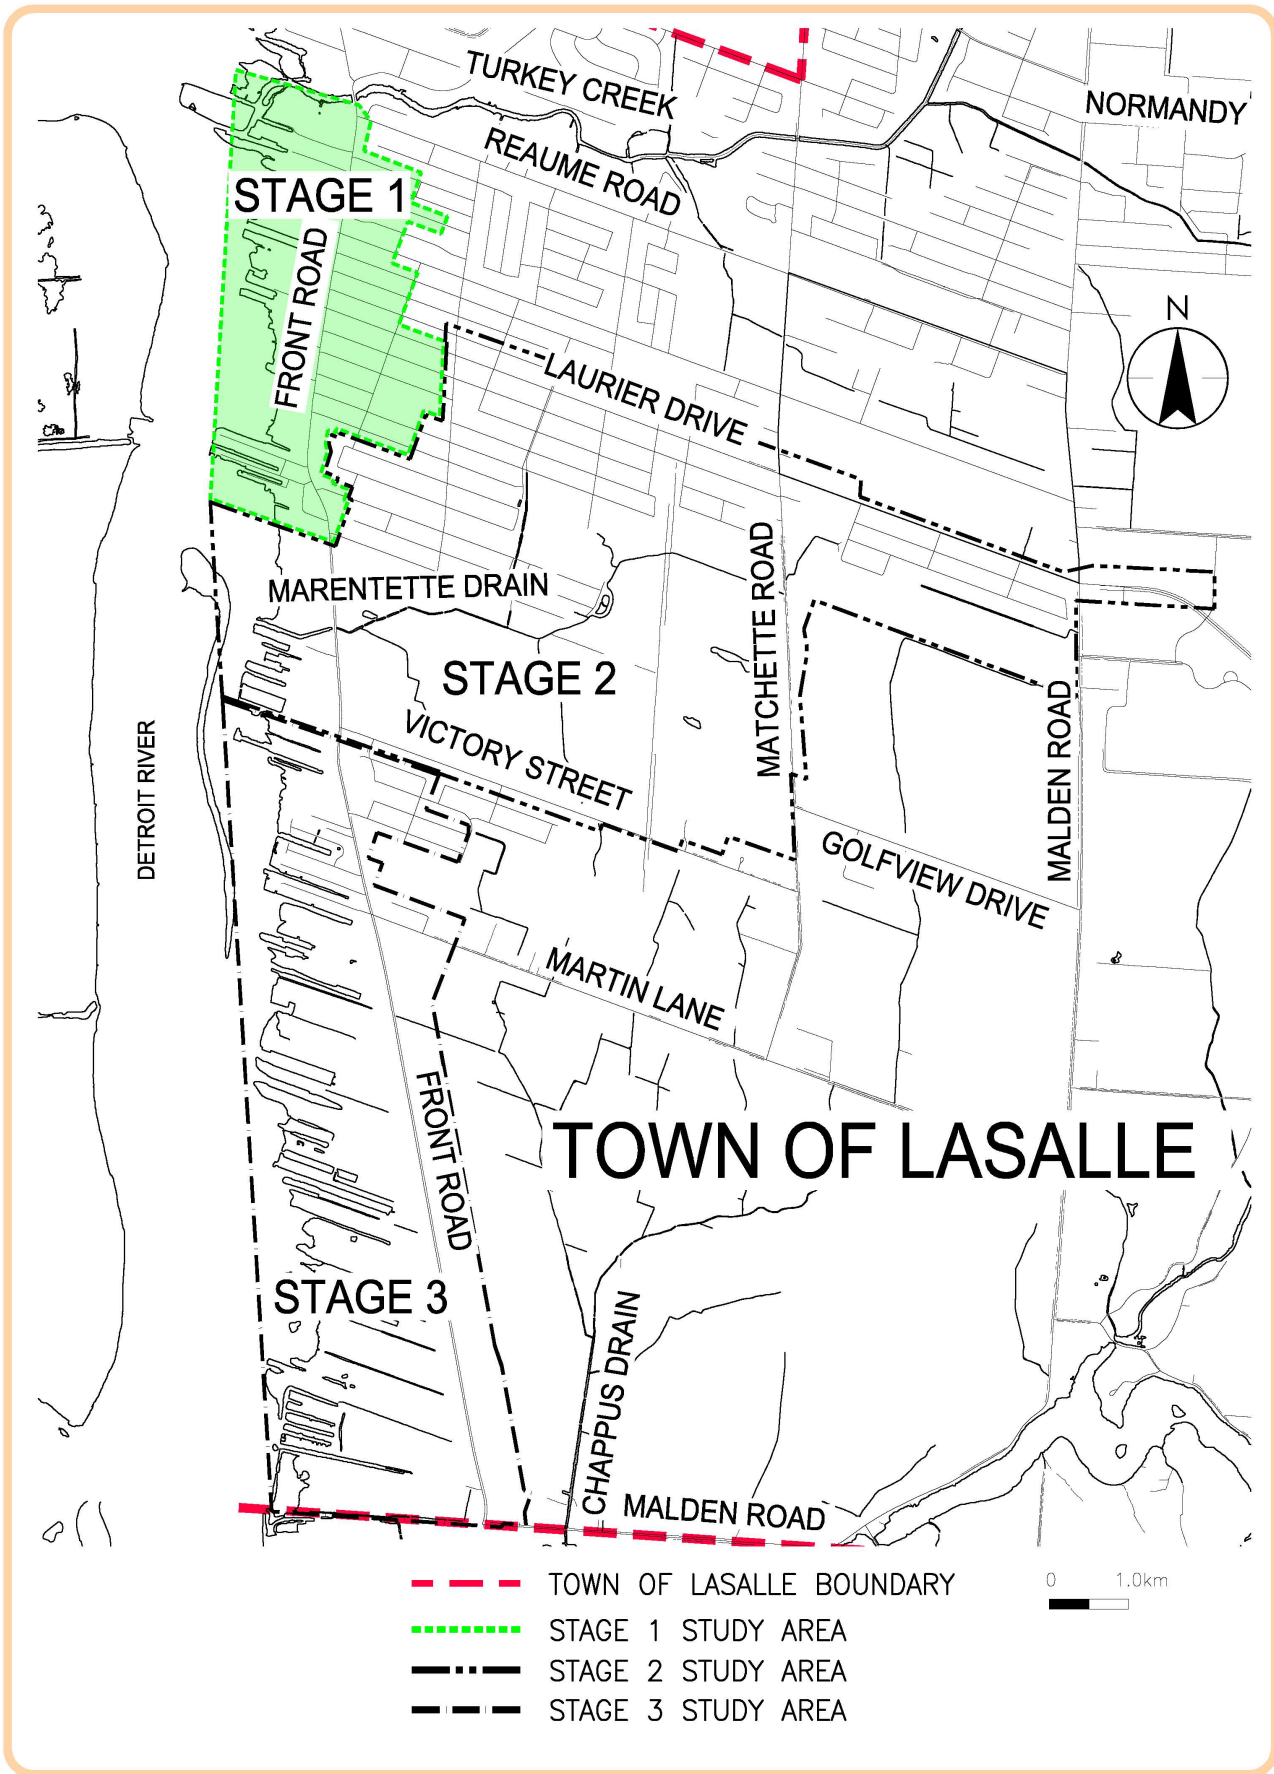 TURKEY CREEK
NORMANDY
REAUME ROAD
STAGE 1
FRONT ROAD
N
LAURIER DRIVE
MARENTETTE DRAIN
MATCHETTE ROAD
STAGE 2
MALDEN ROAD
VICTORY STREET
DETROIT RIVER
GOLFVIEW DRIVE
MARTIN LANE
FRONT ROAD
TOWN OF LASALLE
STAGE 3
CHAPPUS DRAIN
MALDEN ROAD
TOWN OF LASALLE BOUNDARY
0 1.0km
STAGE 1 STUDY AREA
STAGE 2 STUDY AREA
STAGE 3 STUDY AREA